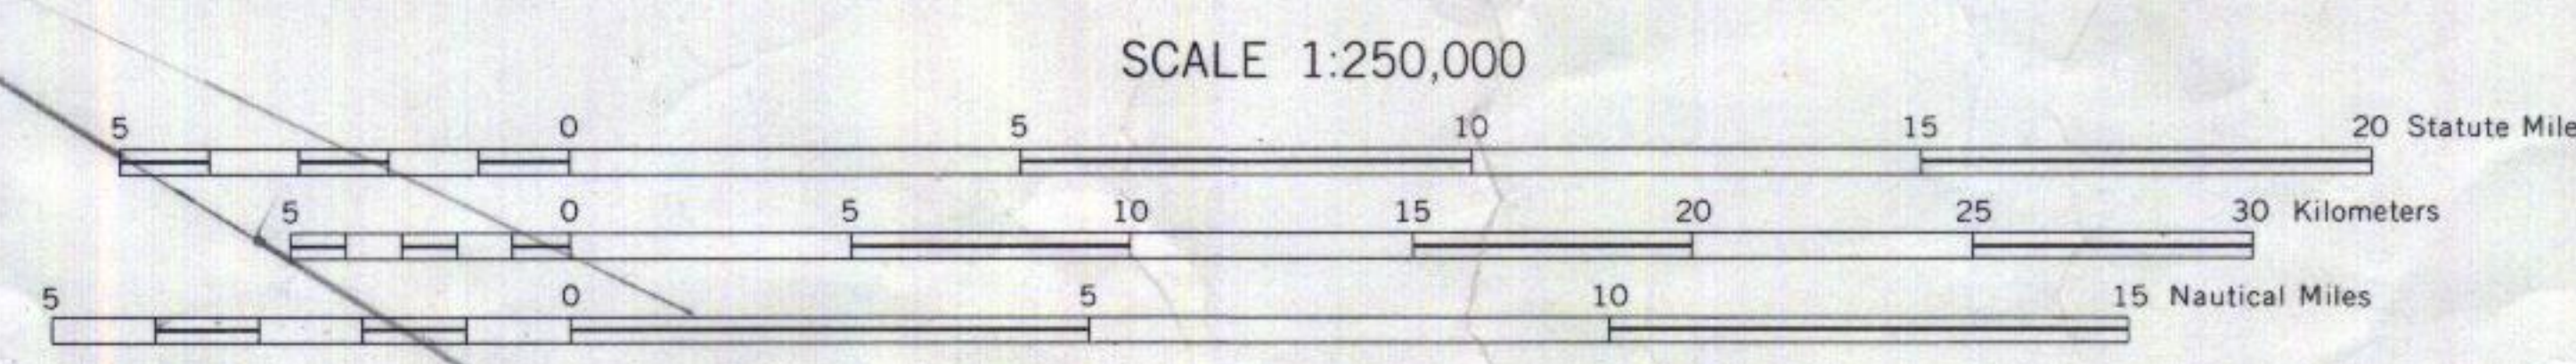 SCALE 1:250,000
5 0 5 10 15 20 Statute Mile
5 0 5 10 15 20 25 30 Kilometers
5 0 5 10 15 Nautical Miles